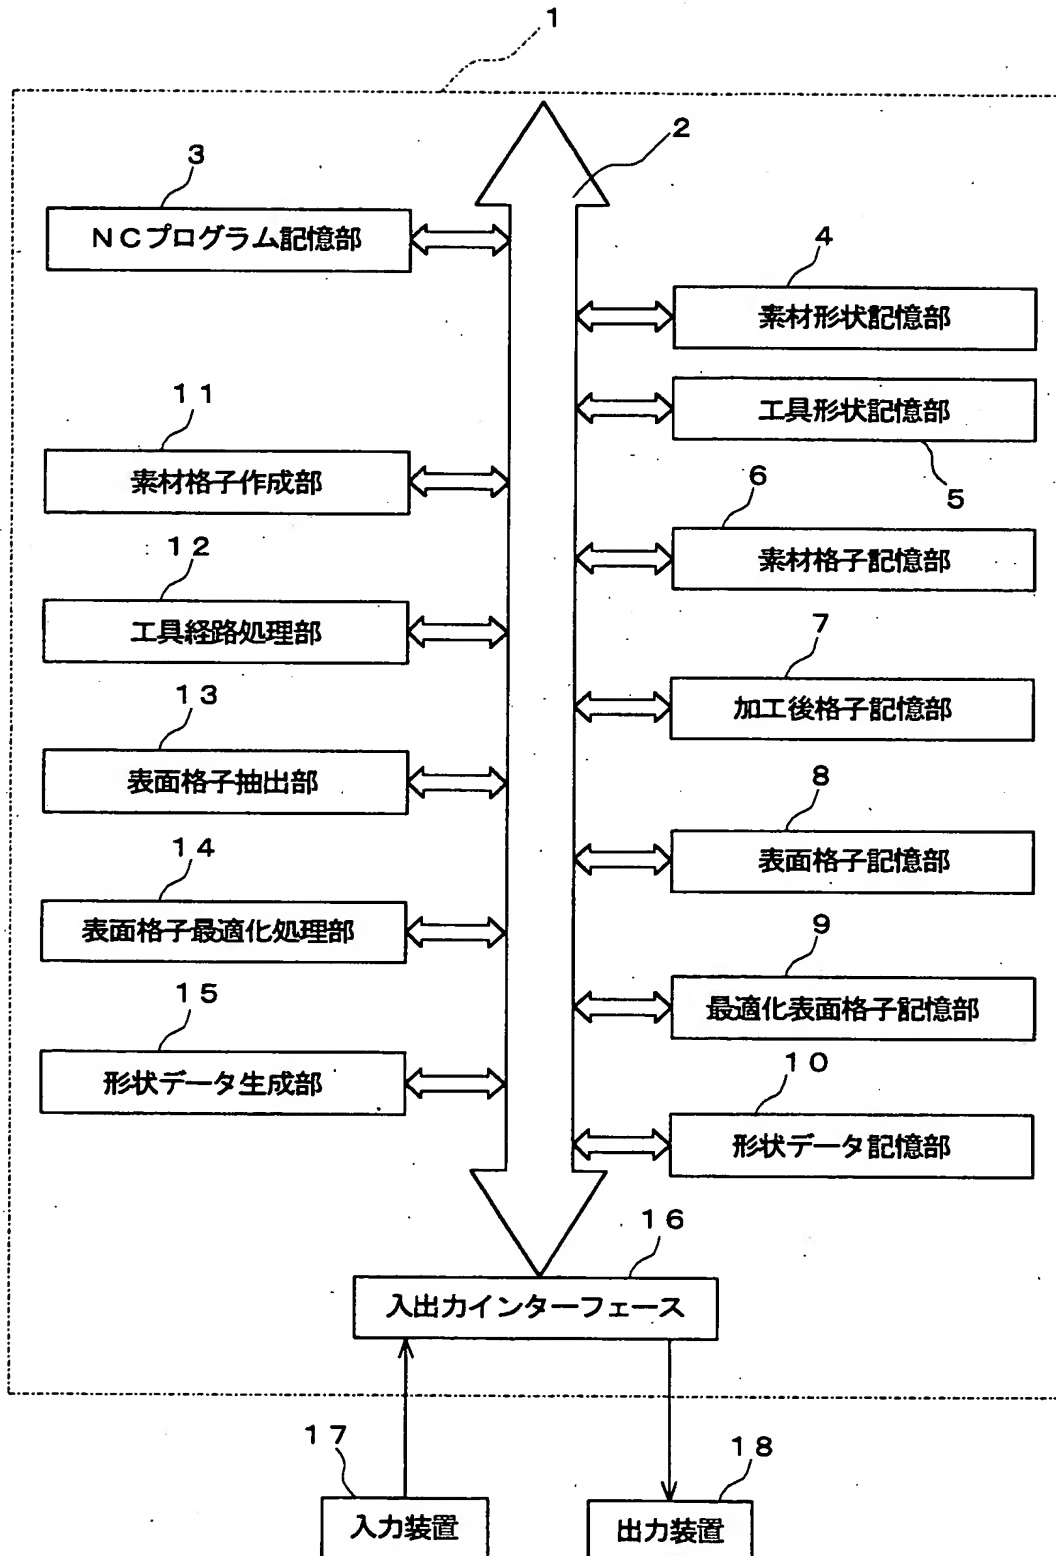 1
2
3
NCプログラム記憶部
4
素材形状記憶部
工具形状記憶部
5
11
素材格子作成部
6
素材格子記憶部
12
工具経路処理部
7
加工後格子記憶部
13
表面格子抽出部
8
表面格子記憶部
14
表面格子最適化処理部
9
最適化表面格子記憶部
15
形状データ生成部
10
形状データ記憶部
16
入出力インターフェース
17
入力装置
18
出力装置